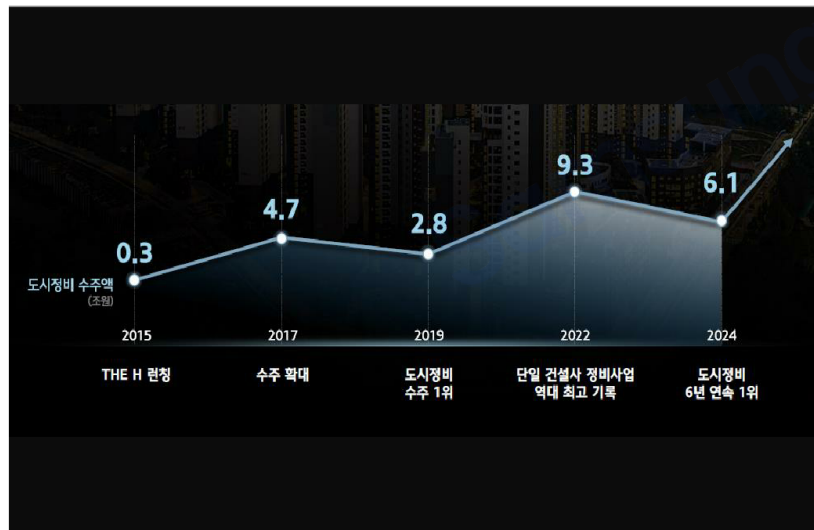 9.3
6.1
4.7
2.8
0.3
도시정비 수주액
(조원)
2015 2017 2019 2022 2024
THE H 런칭 수주 확대 도시정비 단일 건설사 정비사업 도시정비
수주 1위 역대 최고 기록 6년 연속 1위